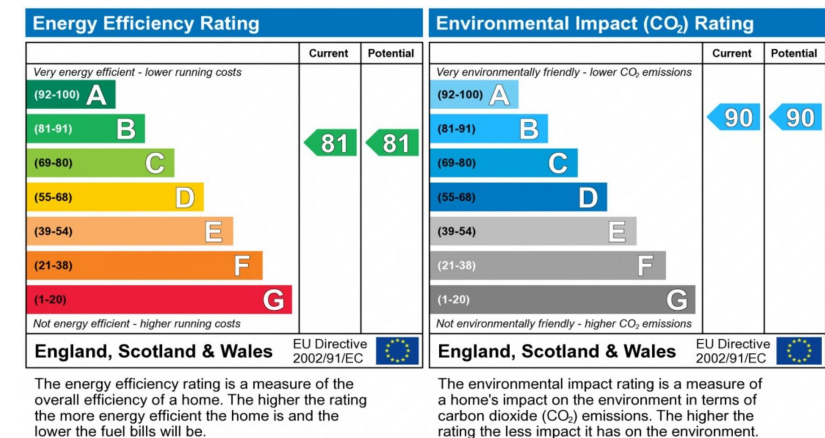 Energy Efficiency Rating
Current Potential
Very energy efficient - lower running costs
(92-100) A
(81-91) B
81 81
(69-80) C
(55-68) D
(39-54) E
(21-38) F
(1-20) G
Not energy efficient - higher running costs
England, Scotland & Wales
EU Directive
2002/91/EC
The energy efficiency rating is a measure of the
overall efficiency of a home. The higher the rating
the more energy efficient the home is and the
lower the fuel bills will be.
Environmental Impact (CO₂) Rating
Current Potential
Very environmentally friendly - lower CO₂ emissions
(92-100) A
90 90
(81-91) B
(69-80) C
(55-68) D
(39-54) E
(21-38) F
(1-20) G
Not environmentally friendly - higher CO₂ emissions
England, Scotland & Wales
EU Directive
2002/91/EC
The environmental impact rating is a measure of
a home's impact on the environment in terms of
carbon dioxide (CO₂) emissions. The higher the
rating the less impact it has on the environment.